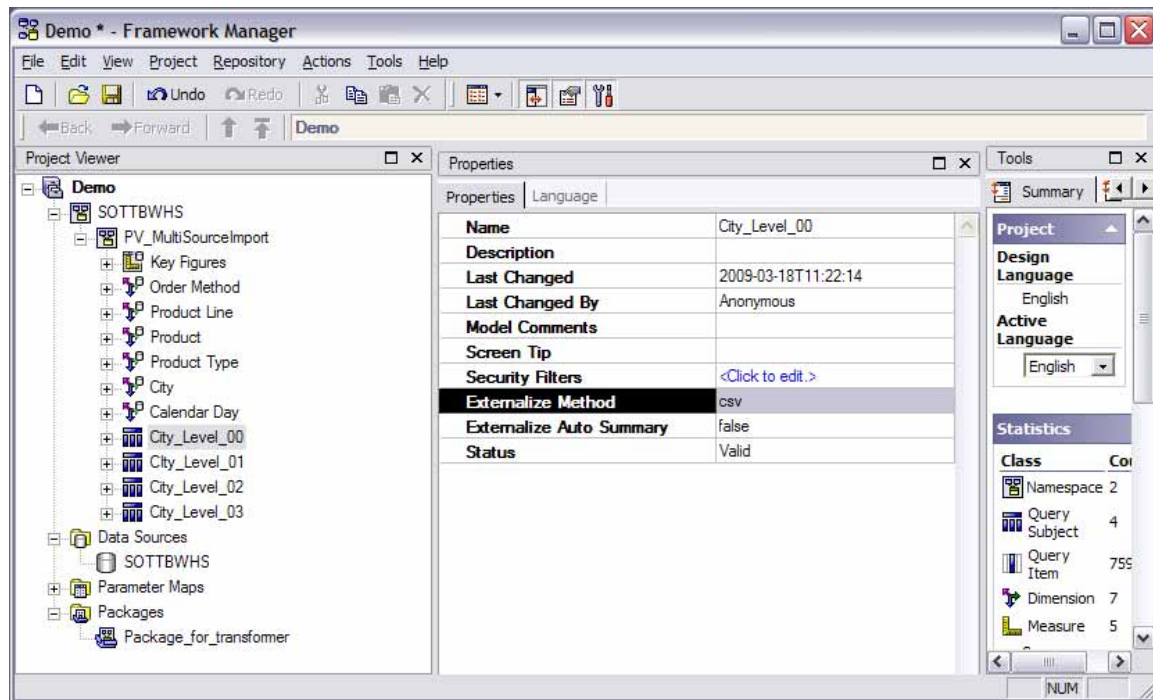 Demo * - Framework Manager
File Edit View Project Repository Actions Tools Help
Undo Redo
Back Forward Demo
Project Viewer
Demo
SOTTBWHS
PV_MultiSourceImport
Key Figures
Order Method
Product Line
Product
Product Type
City
Calendar Day
City_Level_00
City_Level_01
City_Level_02
City_Level_03
Data Sources
SOTTBWHS
Parameter Maps
Packages
Package_for_transformer
Properties
Properties Language
Name City_Level_00
Description
Last Changed 2009-03-18T11:22:14
Last Changed By Anonymous
Model Comments
Screen Tip
Security Filters <Click to edit.>
Externalize Method csv
Externalize Auto Summary false
Status Valid
Tools
Summary
Project
Design
Language
English
Active
Language
English
Statistics
Class Cou
Namespace 2
Query
Subject 4
Query
Item 759
Dimension 7
Measure 5
NUM